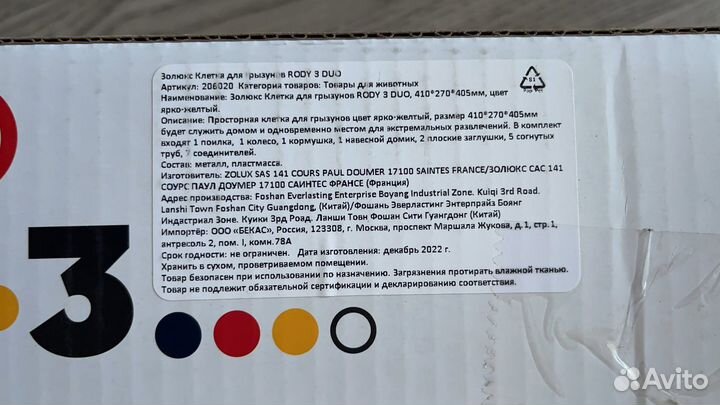 Золюкс Клетка для грызунов RODY 3 DUO
Артикул: 206020 Категория товаров: Товары для животных
Наименование: Золюкс Клетка для грызунов RODY 3 DUO, 410*270*405мм, цвет
ярко-желтый.
Описание: Просторная клетка для грызунов цвет ярко-желтый, размер 410*270*405мм
будет служить домом и одновременно местом для экстремальных развлечений. В комплект
входят 1 поилка, 1 колесо, 1 кормушка, 1 навесной домик, 2 плоские заглушки, 5 согнутых
труб, 7 соединителей.
Состав: металл, пластмасса.
Изготовитель: ZOLUX SAS 141 COURS PAUL DOUMER 17100 SAINTES FRANCE/ЗОЛЮКС САС 141
СОУРС ПАУЛ ДОУМЕР 17100 САИНТЕС ФРАНСЕ (Франция)
Адрес производства: Foshan Everlasting Enterprise Boyang Industrial Zone. Kuiqi 3rd Road.
Lanshi Town Foshan City Guangdong, (Китай)/Фошань Эверластинг Энтерпрайз Боянг
Индастриал Зоне. Куики 3рд Роад. Ланши Товн Фошан Сити Гуангдонг (Китай)
Импортёр: ООО «БЕКАС», Россия, 123308, г. Москва, проспект Маршала Жукова, д.1, стр.1,
антресоль 2, пом. I, комн.78А
Срок годности: не ограничен. Дата изготовления: декабрь 2022 г.
Хранить в сухом, проветриваемом помещении.
Товар безопасен при использовании по назначению. Загрязнения протирать влажной тканью.
Товар не подлежит обязательной сертификации и декларированию соответствия.
3
Avito